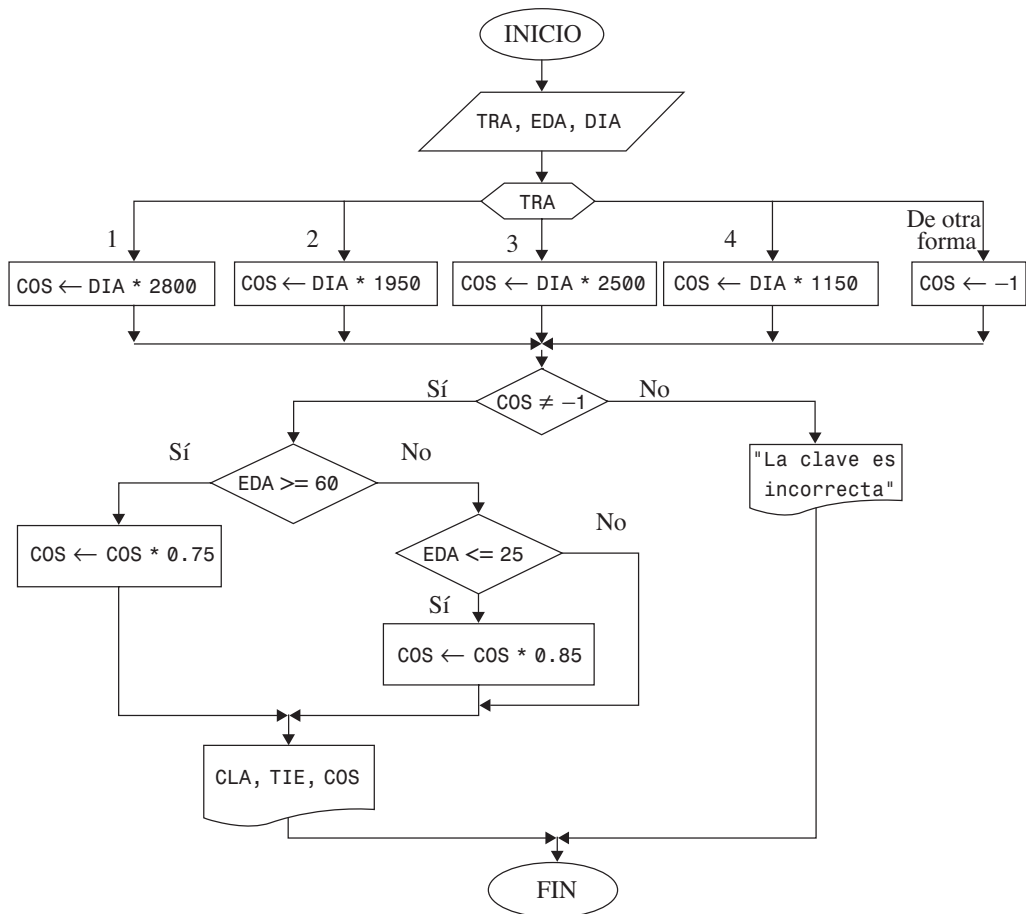 INICIO
TRA, EDA, DIA
TRA
1
2
3
4
De otra
forma
COS ← DIA * 2800
COS ← DIA * 1950
COS ← DIA * 2500
COS ← DIA * 1150
COS ← −1
Sí
COS ≠ −1
No
Sí
EDA >= 60
No
"La clave es
incorrecta"
COS ← COS * 0.75
EDA <= 25
No
Sí
COS ← COS * 0.85
CLA, TIE, COS
FIN